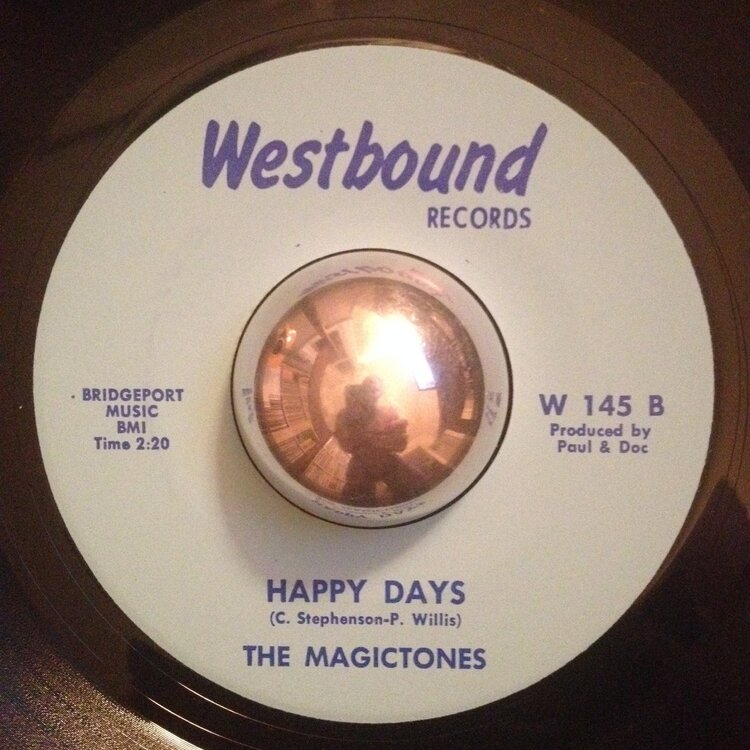 Westbound
RECORDS
BRIDGEPORT
MUSIC
BMI
Time 2:20
W 145 B
Produced by
Paul & Doc
HAPPY DAYS
(C. Stephenson-P. Willis)
THE MAGICTONES